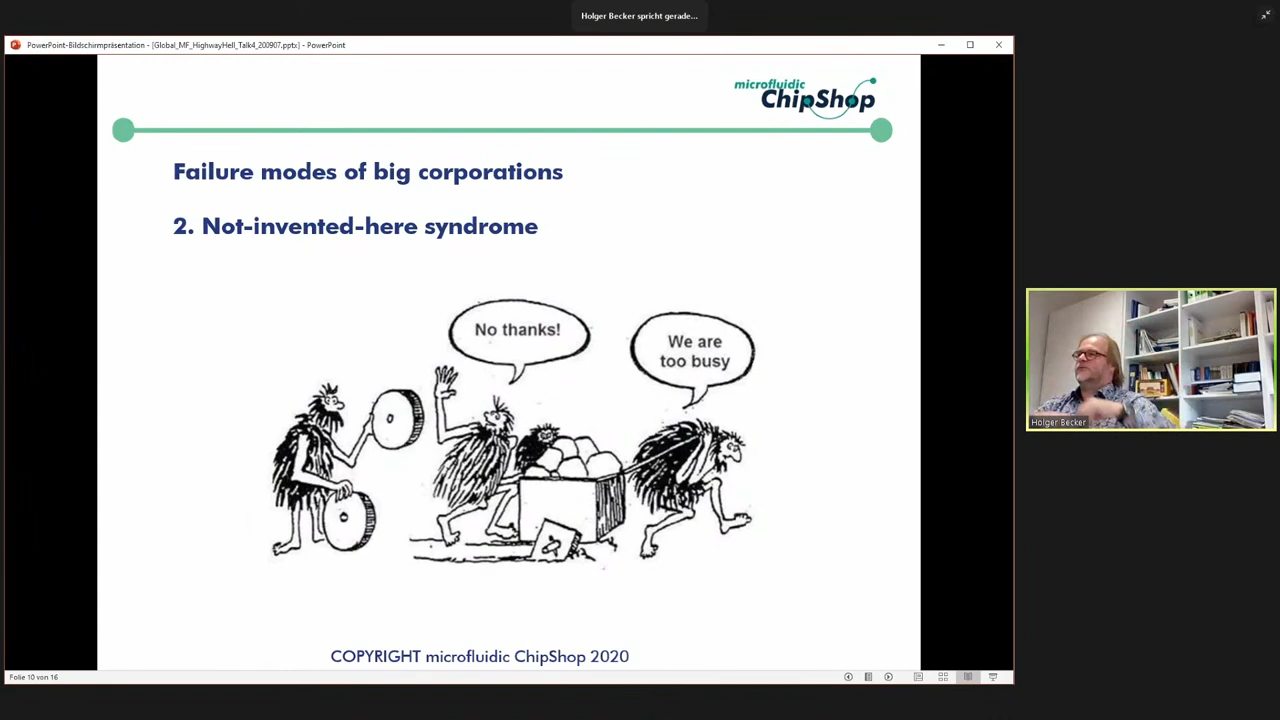 Holger Becker spricht gerade...
PowerPoint-Bildschirmpräsentation - [Global_MF_HighwayHell_Talk4_200907.pptx] - PowerPoint
microfluidic
ChipShop
Failure modes of big corporations
2. Not-invented-here syndrome
No thanks!
We are
too busy
Holger Becker
COPYRIGHT microfluidic ChipShop 2020
Folie 10 von 16